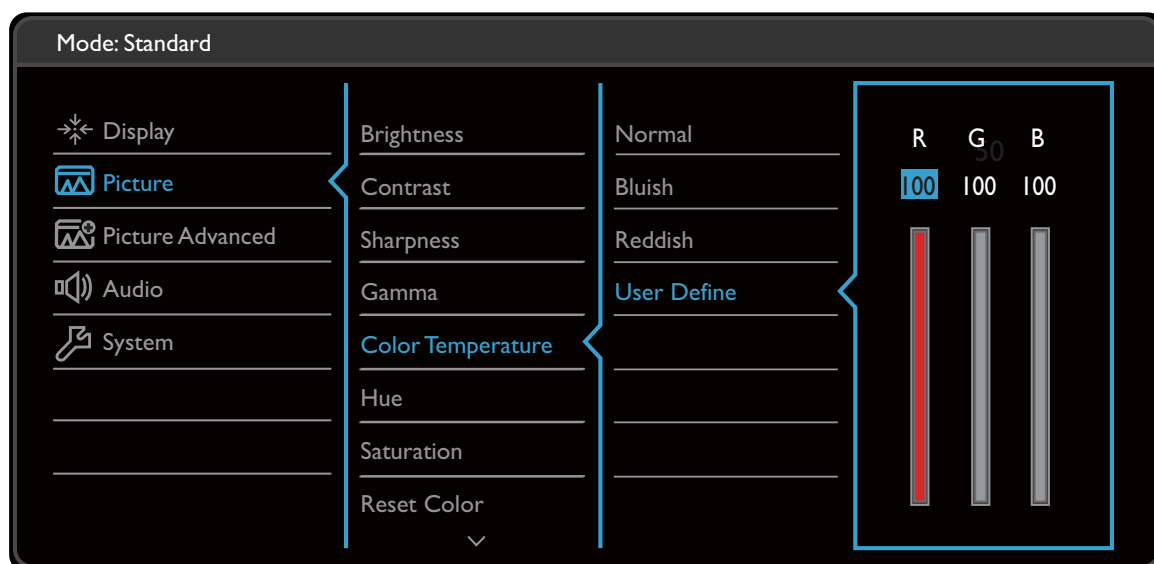 Mode: Standard
Display
Picture
Picture Advanced
Audio
System
Brightness
Contrast
Sharpness
Gamma
Color Temperature
Hue
Saturation
Reset Color
Normal
Bluish
Reddish
User Define
R G B
50
100 100 100